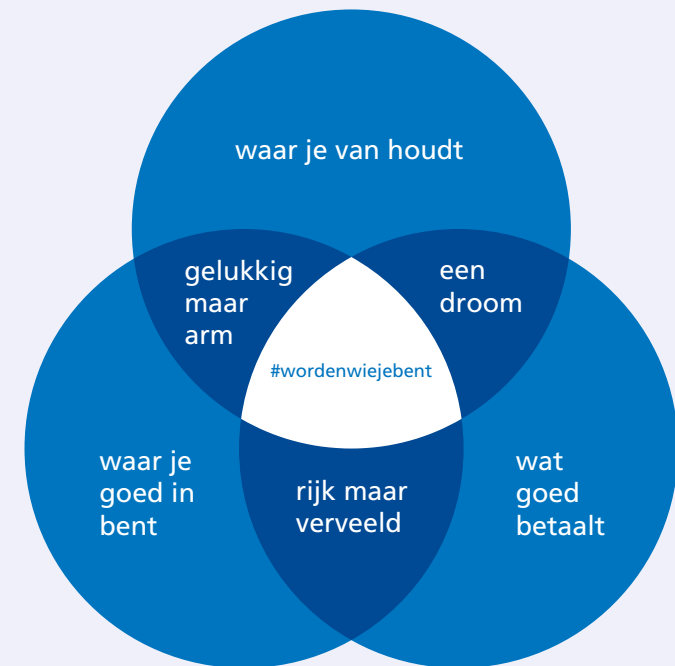 waar je van houdt
gelukkig
maar
arm
een
droom
#wordenwiejebent
waar je
goed in
bent
rijk maar
verveeld
wat
goed
betaalt